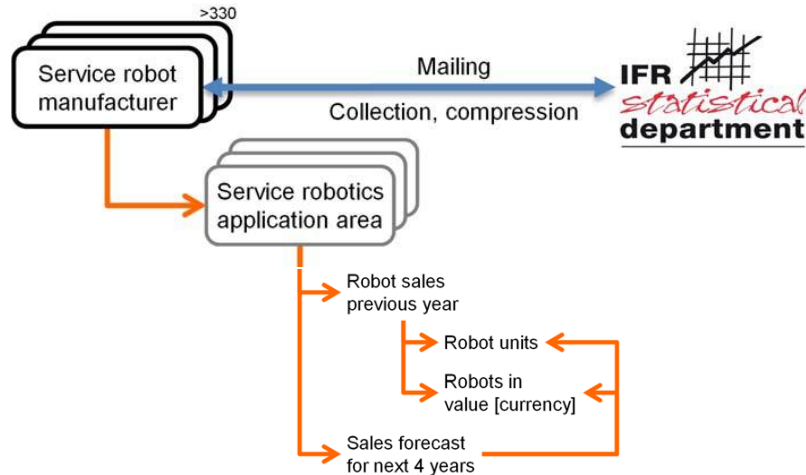 >330
Service robot
manufacturer
Mailing
Collection, compression
IFR
statistical
department
Service robotics
application area
Robot sales
previous year
Robot units
Robots in
value [currency]
Sales forecast
for next 4 years